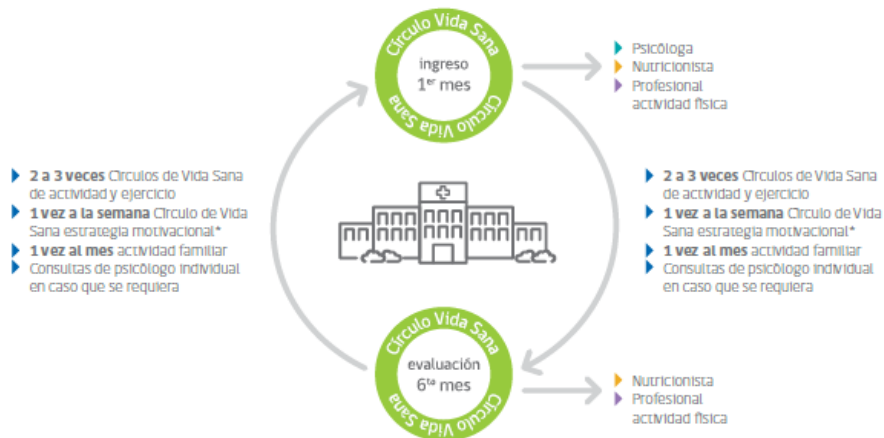 Círculo Vida Sana
ingreso
1er mes
Círculo Vida Sana
Psicóloga
Nutricionista
Profesional
actividad física
2 a 3 veces Círculos de Vida Sana
de actividad y ejercicio
1 vez a la semana Círculo de Vida
Sana estrategia motivacional*
1 vez al mes actividad familiar
Consultas de psicólogo individual
en caso que se requiera
2 a 3 veces Círculos de Vida Sana
de actividad y ejercicio
1 vez a la semana Círculo de Vida
Sana estrategia motivacional*
1 vez al mes actividad familiar
Consultas de psicólogo individual
en caso que se requiera
Círculo Vida Sana
evaluación
6to mes
Círculo Vida Sana
Nutricionista
Profesional
actividad física